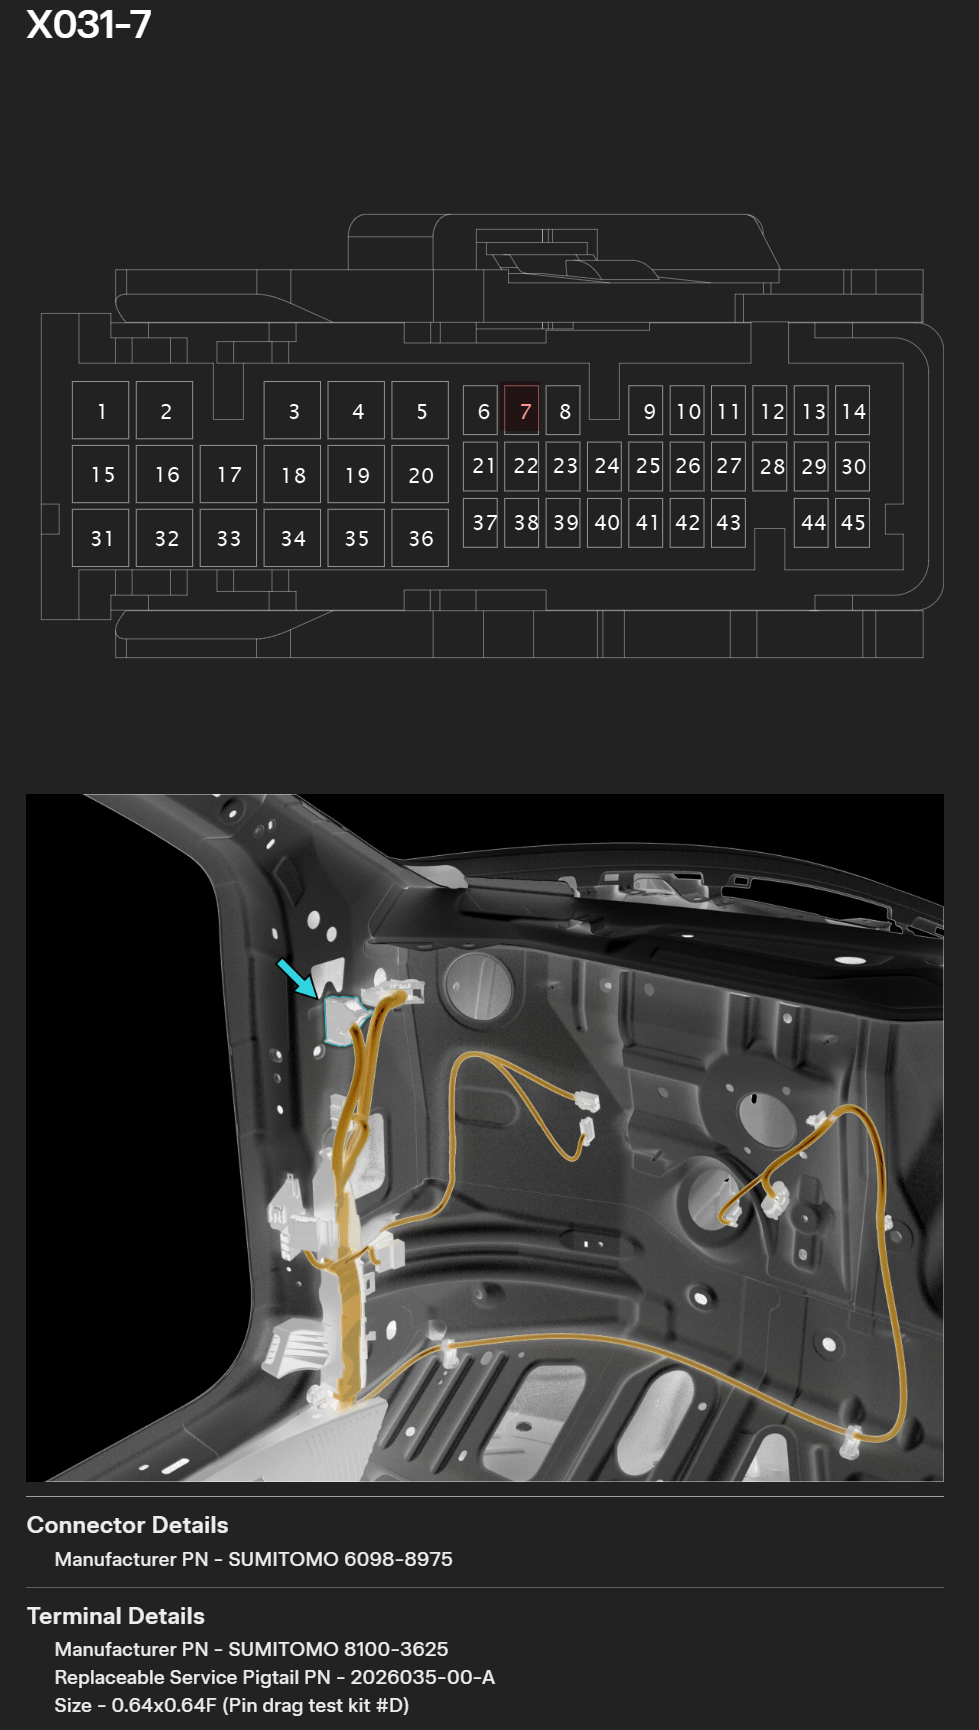 X031-7
1 2 3 4 5 6 7 8 9 10 11 12 13 14
15 16 17 18 19 20 21 22 23 24 25 26 27 28 29 30
31 32 33 34 35 36 37 38 39 40 41 42 43 44 45
Connector Details
Manufacturer PN - SUMITOMO 6098-8975
Terminal Details
Manufacturer PN - SUMITOMO 8100-3625
Replaceable Service Pigtail PN - 2026035-00-A
Size - 0.64x0.64F (Pin drag test kit #D)